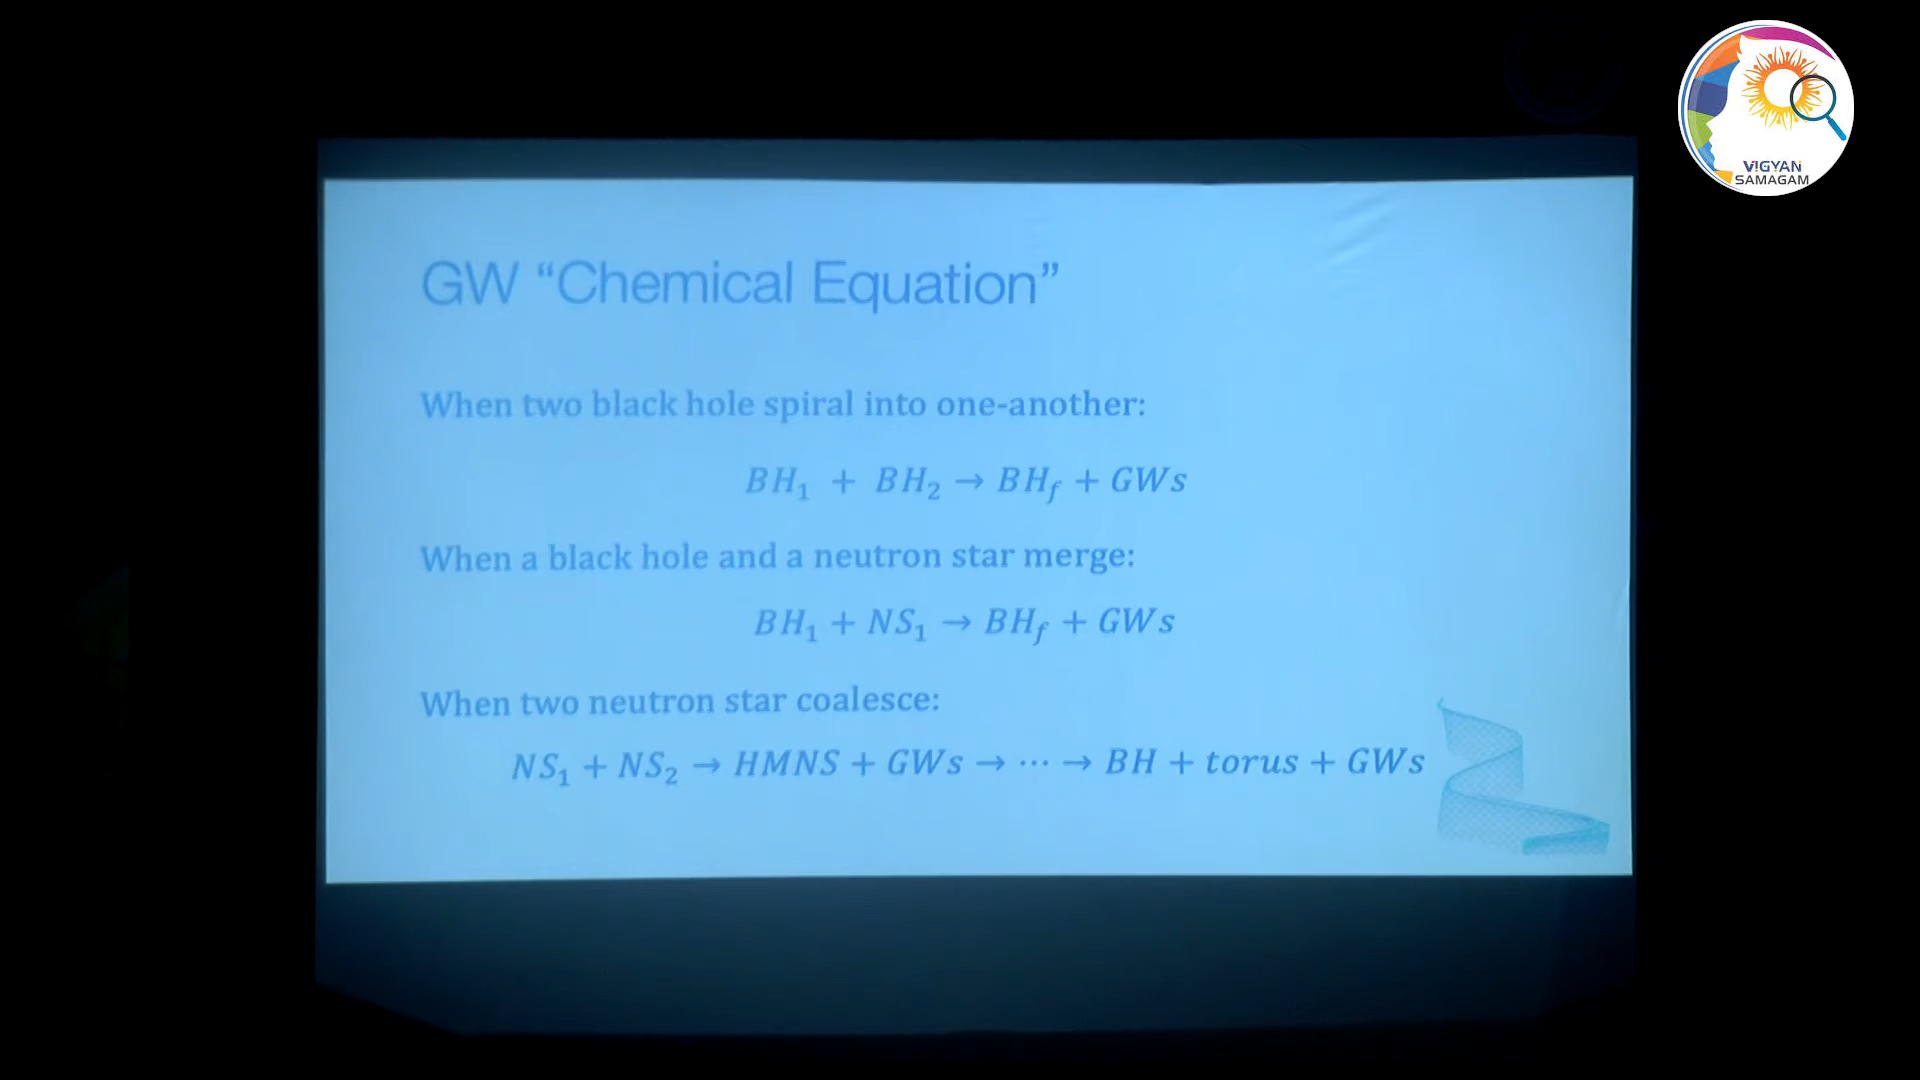 VIGYAN
SAMAGAM
GW “Chemical Equation”
When two black hole spiral into one-another:
BH₁ + BH₂ → BH_f + GWs
When a black hole and a neutron star merge:
BH₁ + NS₁ → BH_f + GWs
When two neutron star coalesce:
NS₁ + NS₂ → HMNS + GWs → ⋯ → BH + torus + GWs